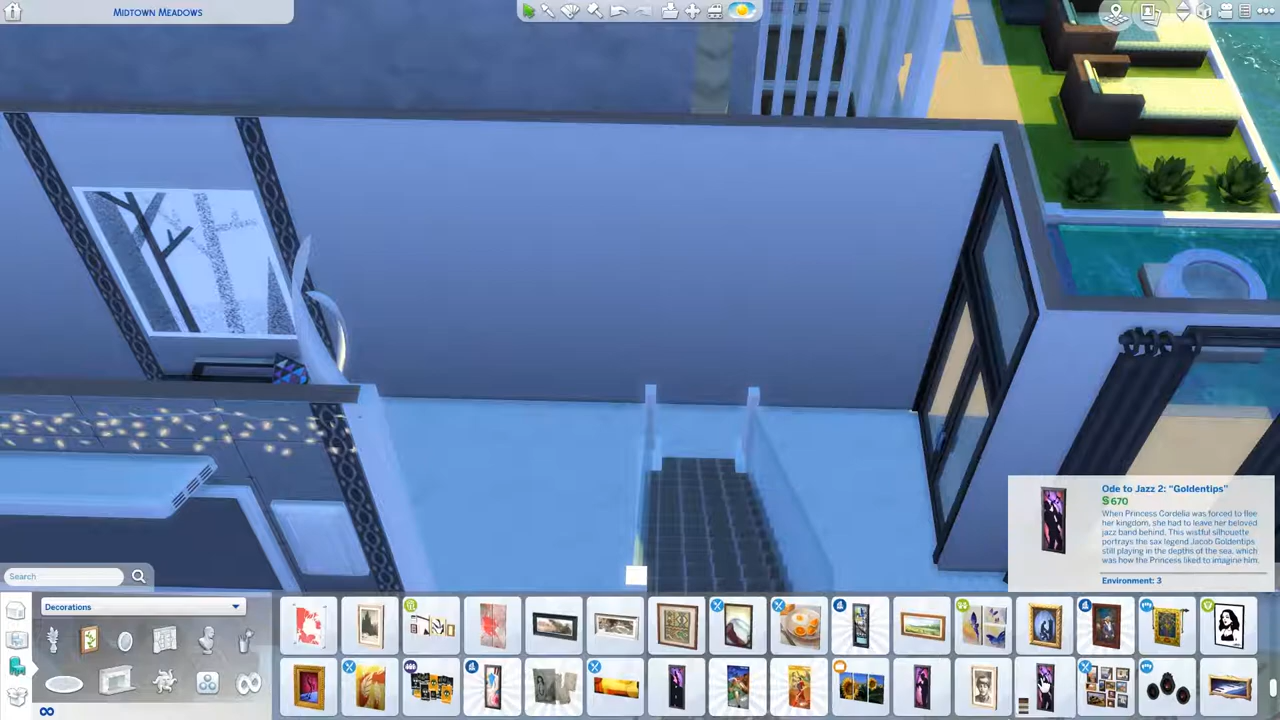 MIDTOWN MEADOWS
Ode to Jazz 2: “Goldentips”
§670
When Princess Cordelia was forced to flee
her kingdom, she had to leave her beloved
jazz band behind. This wistful silhouette
portrays the sax legend Jacob Goldentips
still playing in the depths of the sea, which
was how the Princess liked to imagine him.
Environment: 3
Search
Decorations